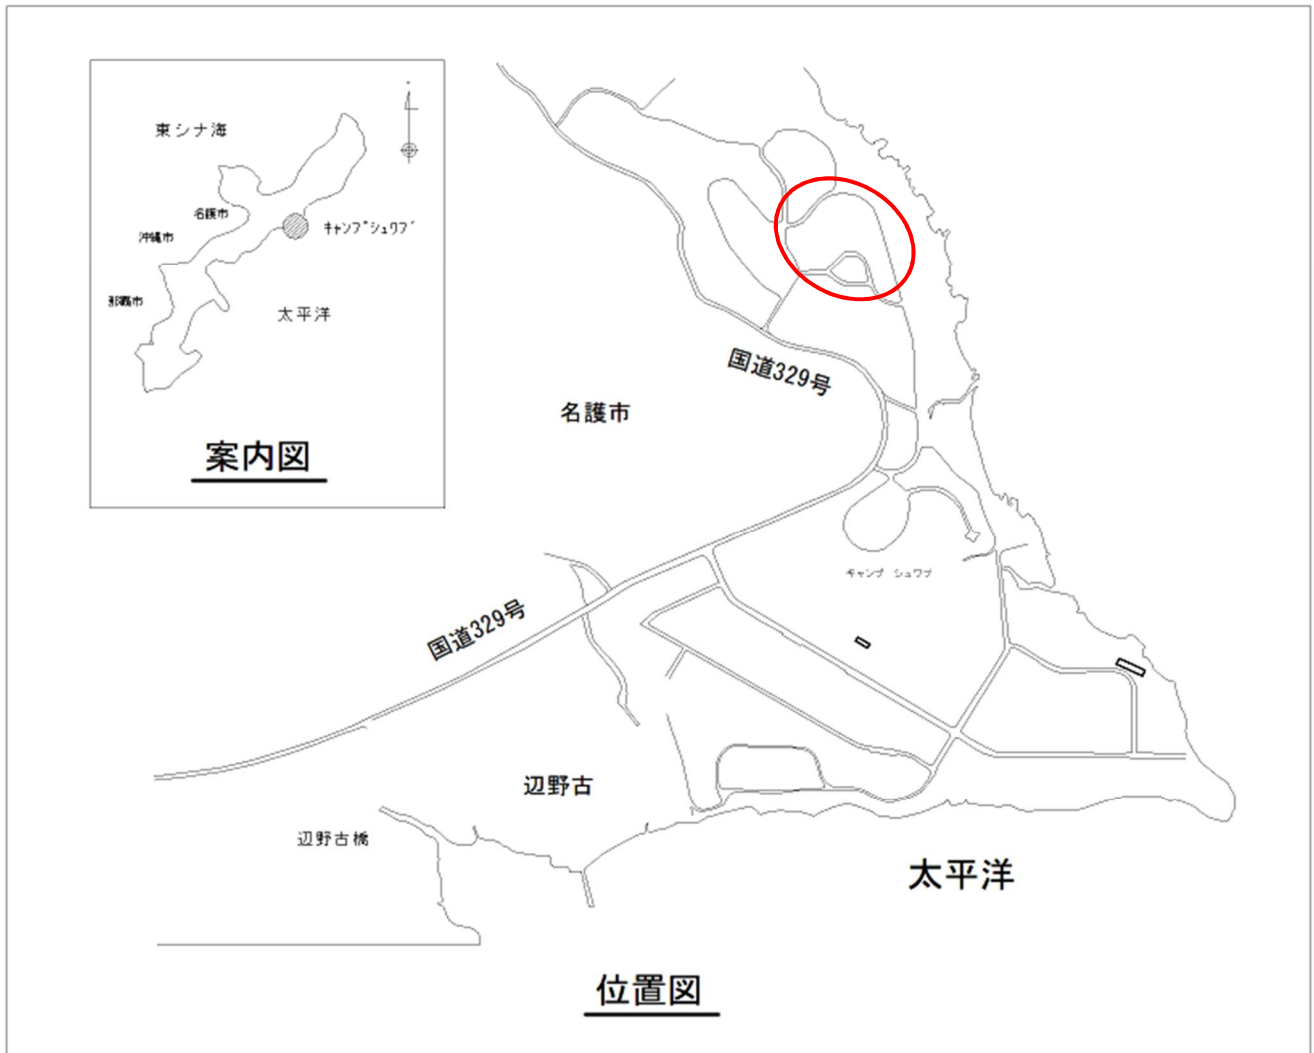 東シナ海
名護市
キャンプシュワブ
沖縄市
那覇市
太平洋
案内図
国道329号
名護市
キャンプ シュワブ
国道329号
辺野古
辺野古橋
太平洋
位置図